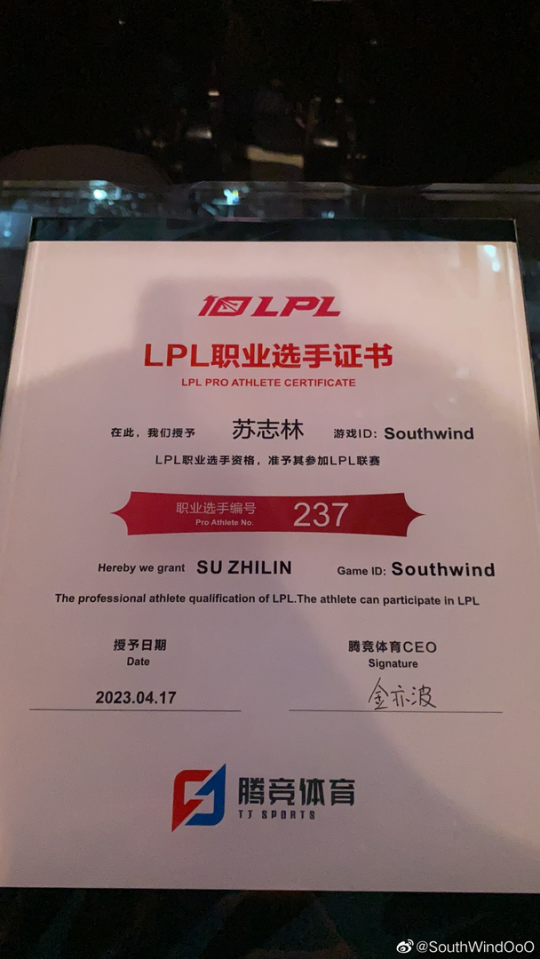 10 LPL
LPL职业选手证书
LPL PRO ATHLETE CERTIFICATE
在此，我们授予 苏志林 游戏ID: Southwind
LPL职业选手资格，准予其参加LPL联赛
职业选手编号 237
Pro Athlete No.
Hereby we grant SU ZHILIN Game ID: Southwind
The professional athlete qualification of LPL.The athlete can participate in LPL
授予日期 腾竞体育CEO
Date Signature
2023.04.17 金亦波
腾竞体育
TJ SPORTS
@SouthWindOoO